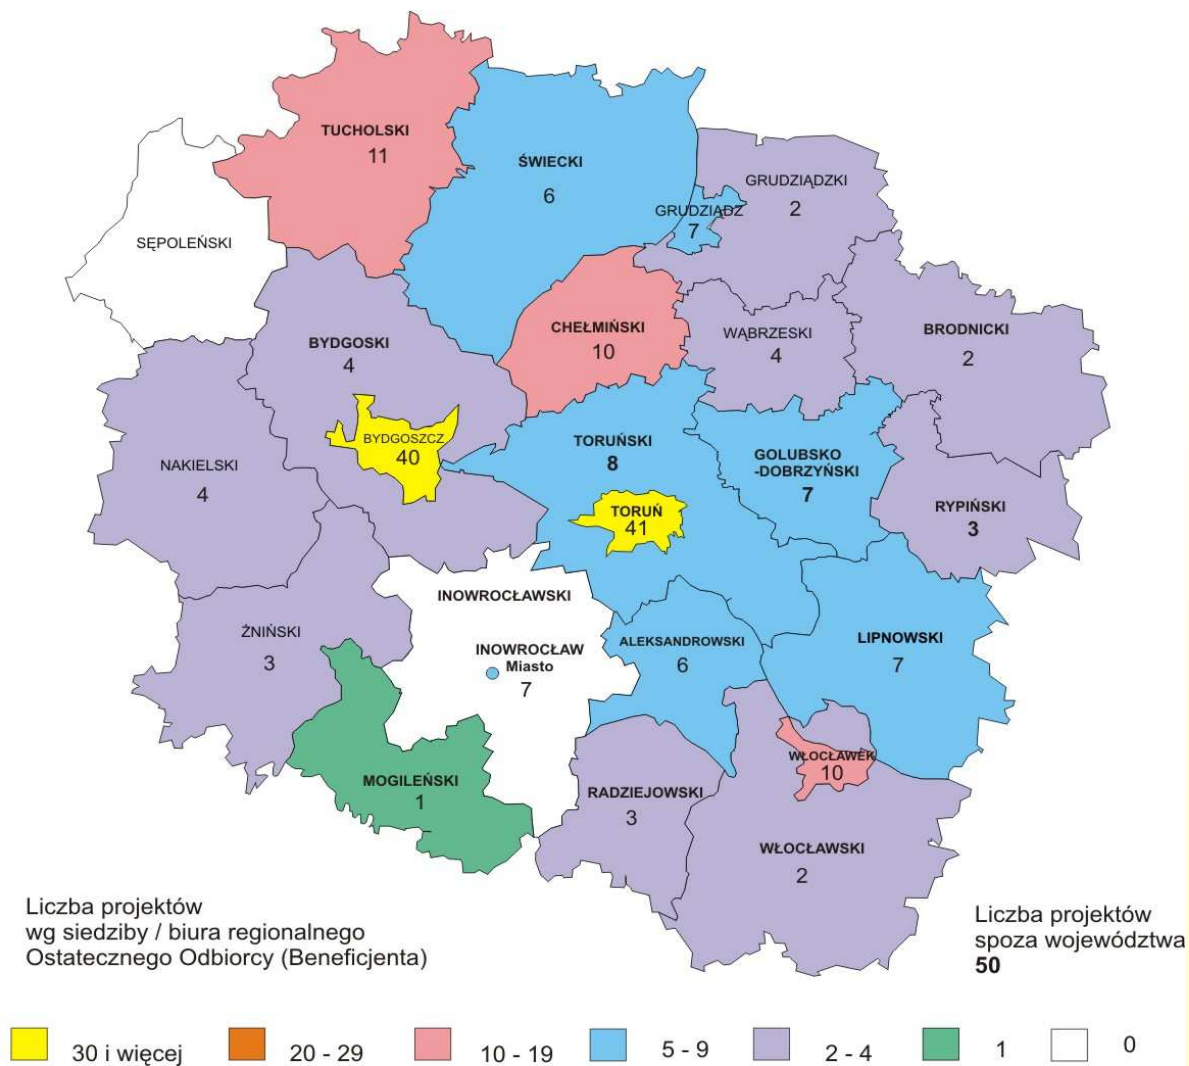 TUCHOLSKI
11
ŚWIECKI
6
GRUDZIĄDZKI
2
GRUDZIĄDZ
7
SĘPOLEŃSKI
CHEŁMIŃSKI
10
WĄBRZESKI
4
BRODNICKI
2
BYDGOSKI
4
BYDGOSZCZ
40
NAKIELSKI
4
TORUŃSKI
8
GOLUBSKO
-DOBRZYŃSKI
7
RYPIŃSKI
3
TORUŃ
41
INOWROCŁAWSKI
INOWROCŁAW
Miasto
7
ŻNIŃSKI
3
ALEKSANDROWSKI
6
LIPNOWSKI
7
WŁOCŁAWEK
10
MOGILEŃSKI
1
RADZIEJOWSKI
3
WŁOCŁAWSKI
2
Liczba projektów
wg siedziby / biura regionalnego
Ostatecznego Odbiorcy (Beneficjenta)
Liczba projektów
spoza województwa
50
30 i więcej
20 - 29
10 - 19
5 - 9
2 - 4
1
0